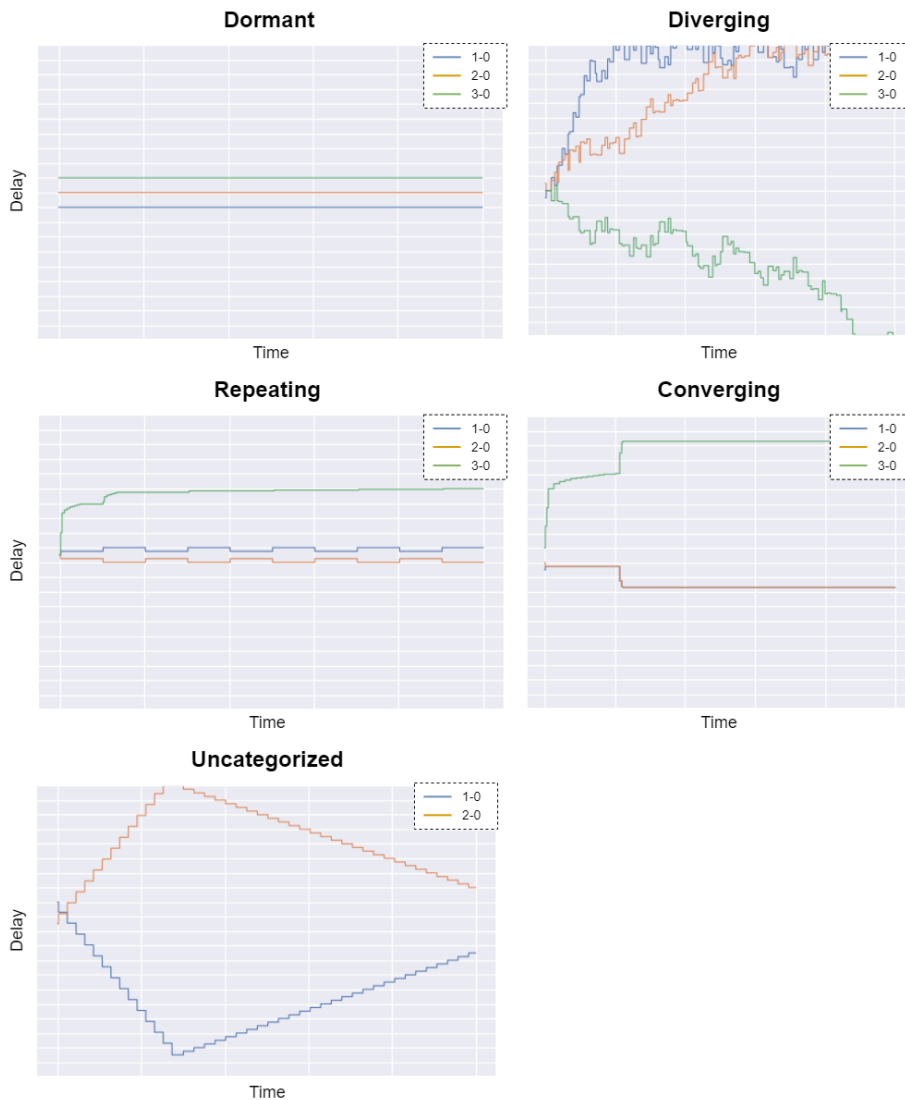 Dormant
1-0
2-0
3-0
Delay
Time
Diverging
1-0
2-0
3-0
Time
Repeating
1-0
2-0
3-0
Delay
Time
Converging
1-0
2-0
3-0
Time
Uncategorized
1-0
2-0
Delay
Time